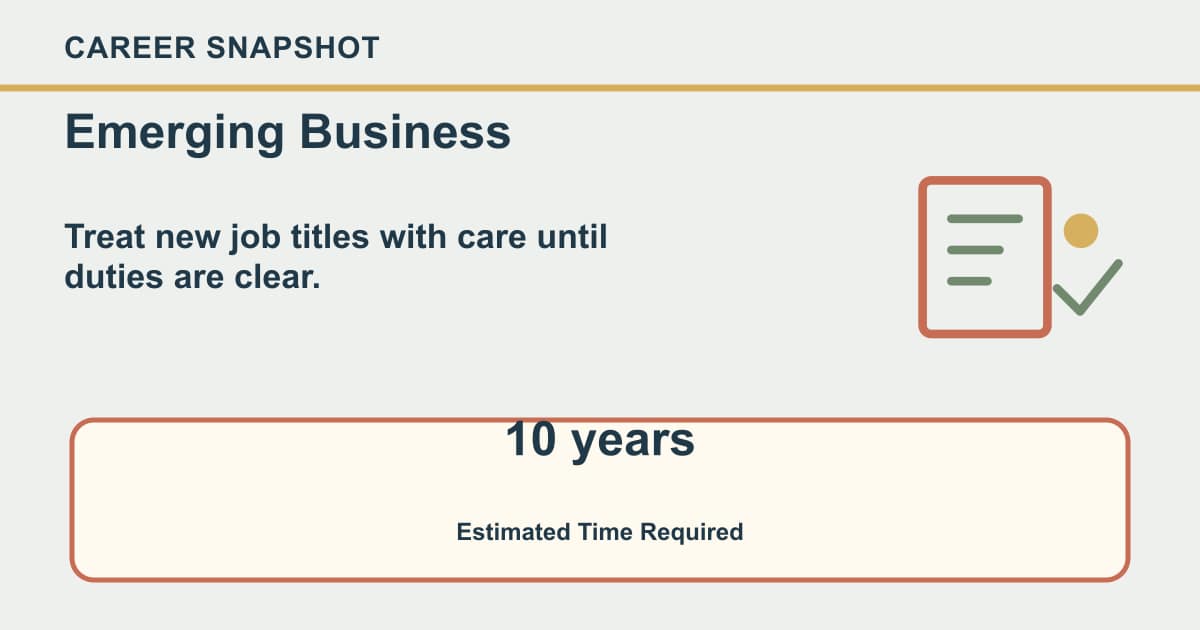 CAREER SNAPSHOT
Emerging Business
Treat new job titles with care until
duties are clear.
10 years
Estimated Time Required